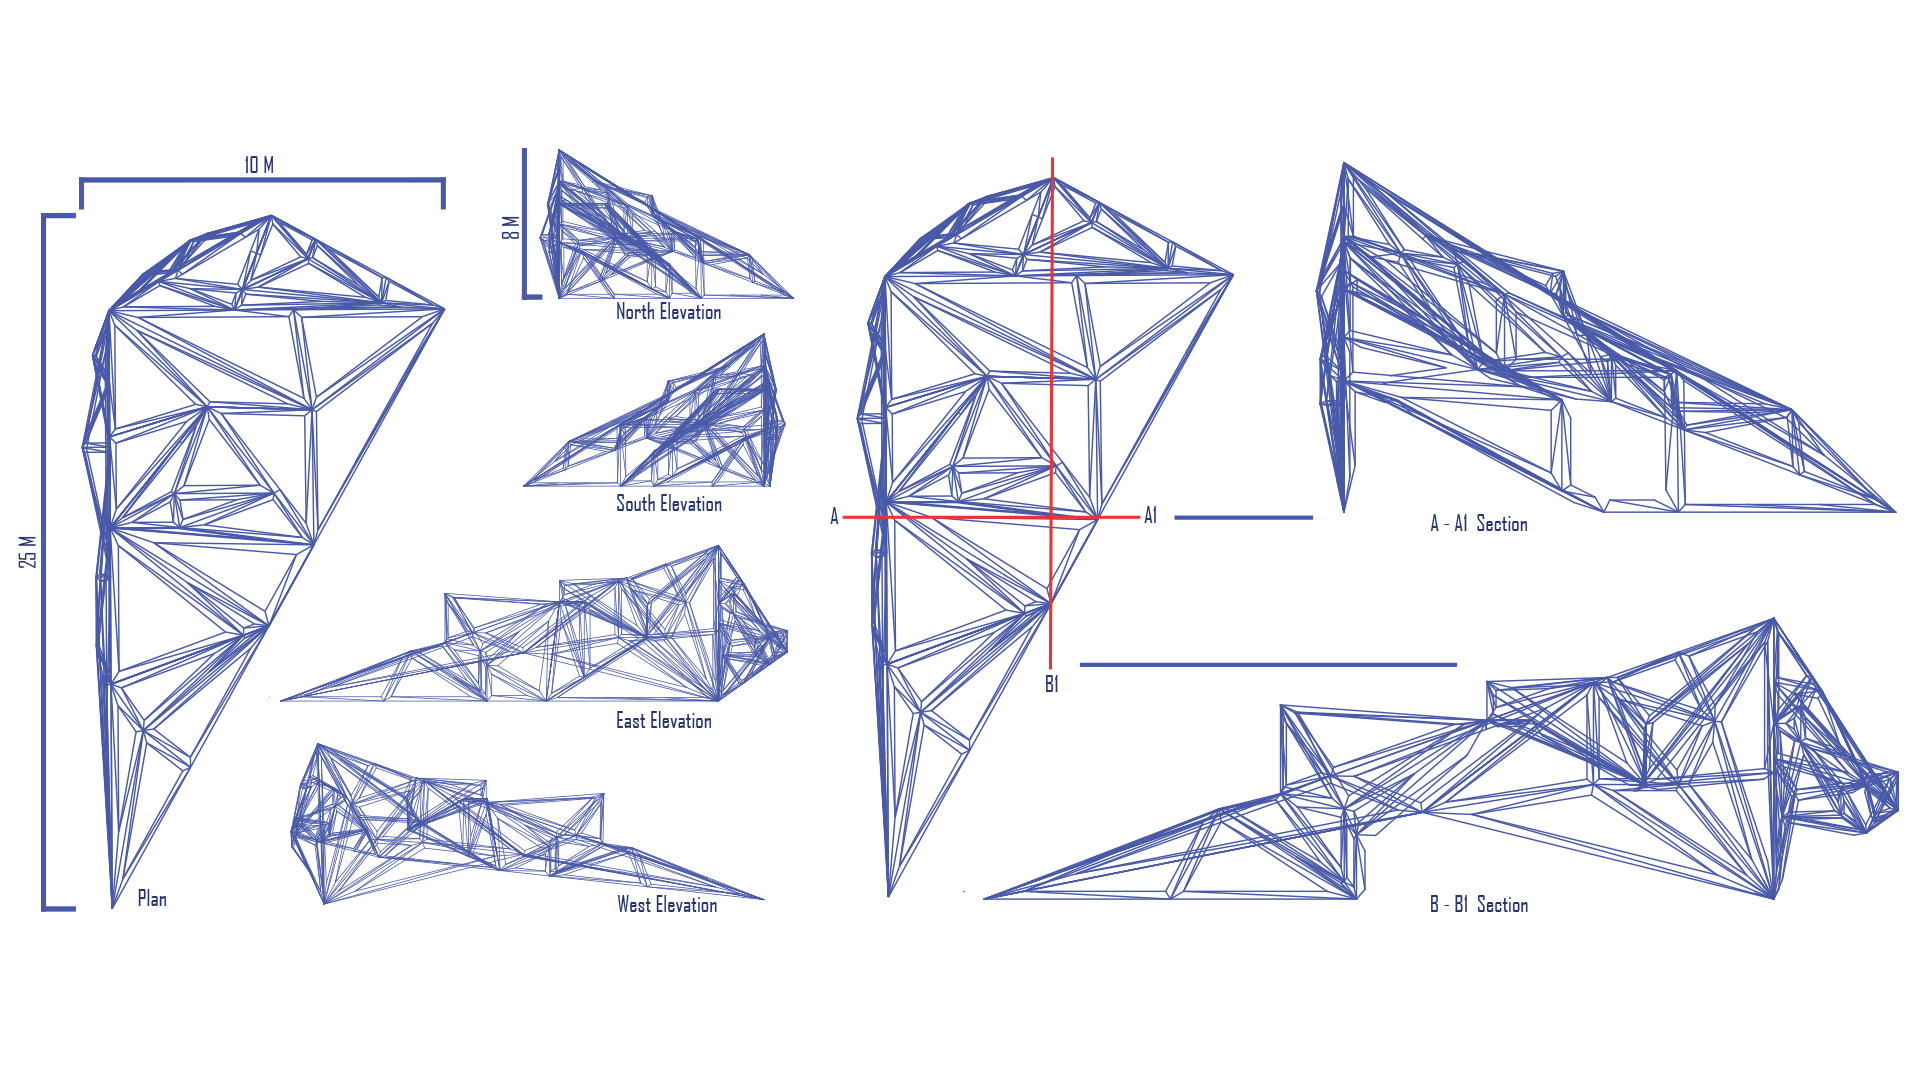 10 M
25 M
Plan
8 M
North Elevation
South Elevation
East Elevation
West Elevation
A
A1
B1
A - A1 Section
B - B1 Section